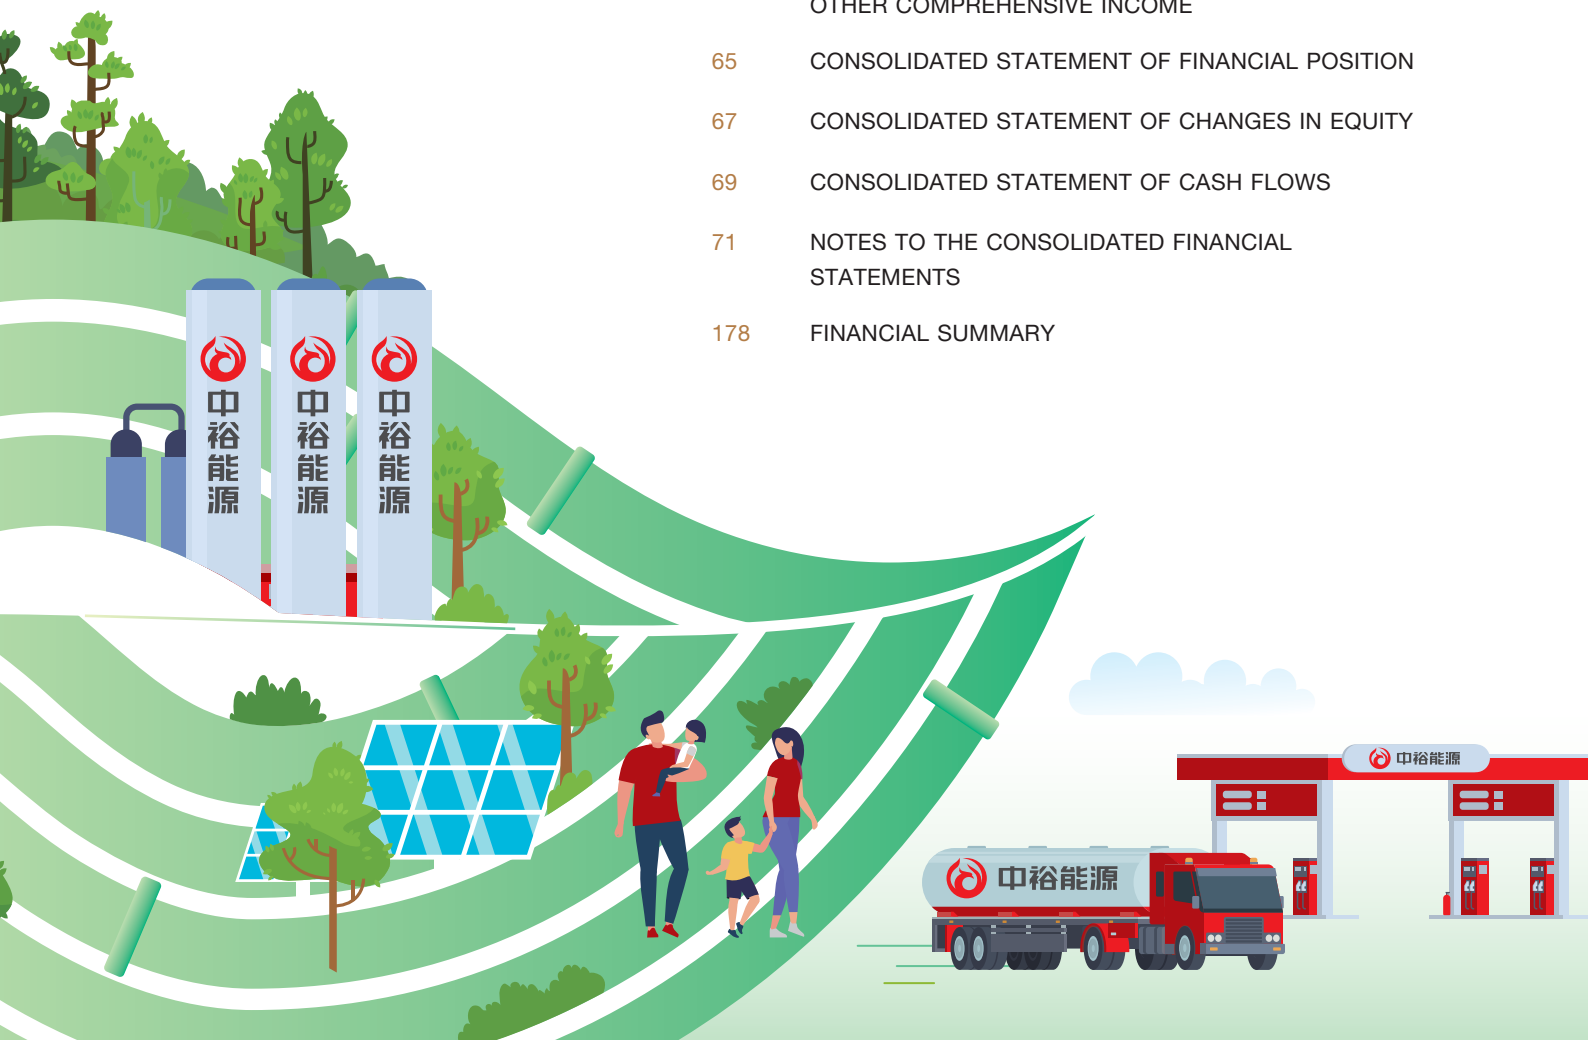 OTHER COMPREHENSIVE INCOME
65 CONSOLIDATED STATEMENT OF FINANCIAL POSITION
67 CONSOLIDATED STATEMENT OF CHANGES IN EQUITY
69 CONSOLIDATED STATEMENT OF CASH FLOWS
71 NOTES TO THE CONSOLIDATED FINANCIAL
STATEMENTS
178 FINANCIAL SUMMARY
中裕能源
中裕能源
中裕能源
中裕能源
中裕能源